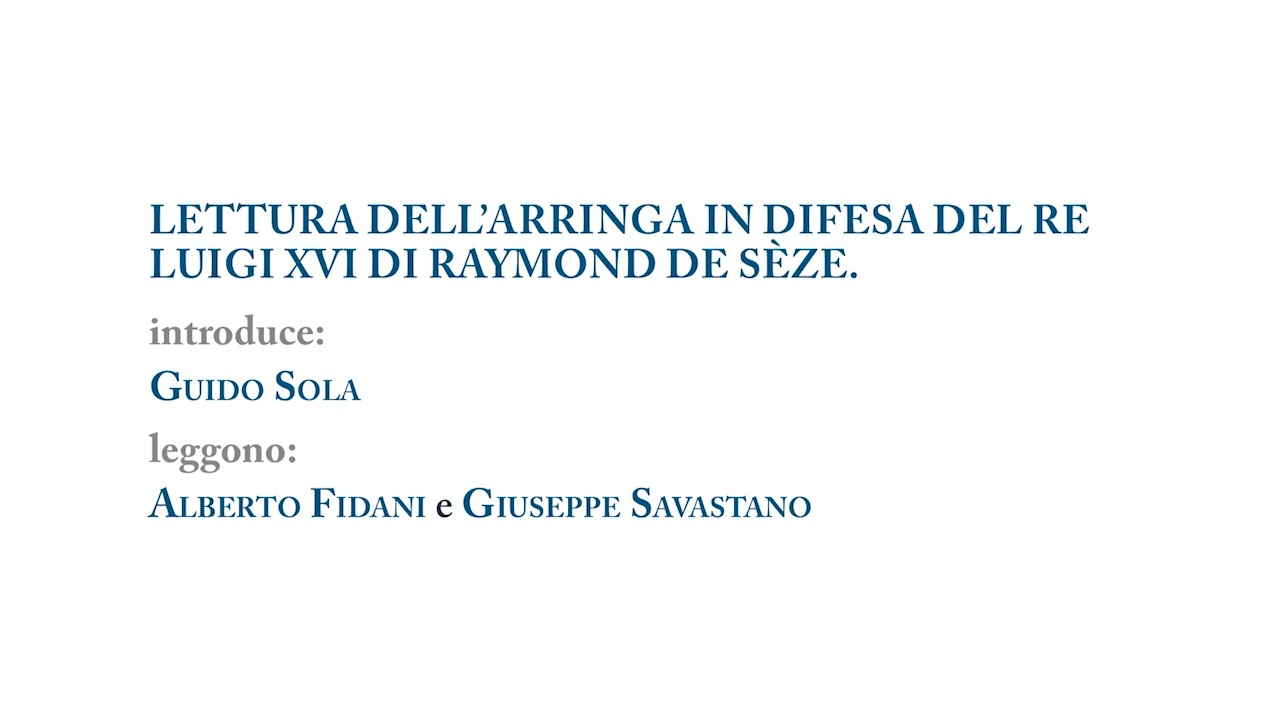 LETTURA DELL’ARRINGA IN DIFESA DEL RE
LUIGI XVI DI RAYMOND DE SÈZE.
introduce:
GUIDO SOLA
leggono:
ALBERTO FIDANI e GIUSEPPE SAVASTANO